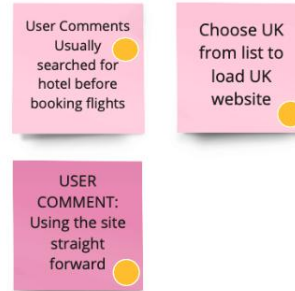 User Comments
Usually
searched for
hotel before
booking flights
Choose UK
from list to
load UK
website
USER
COMMENT:
Using the site
straight
forward